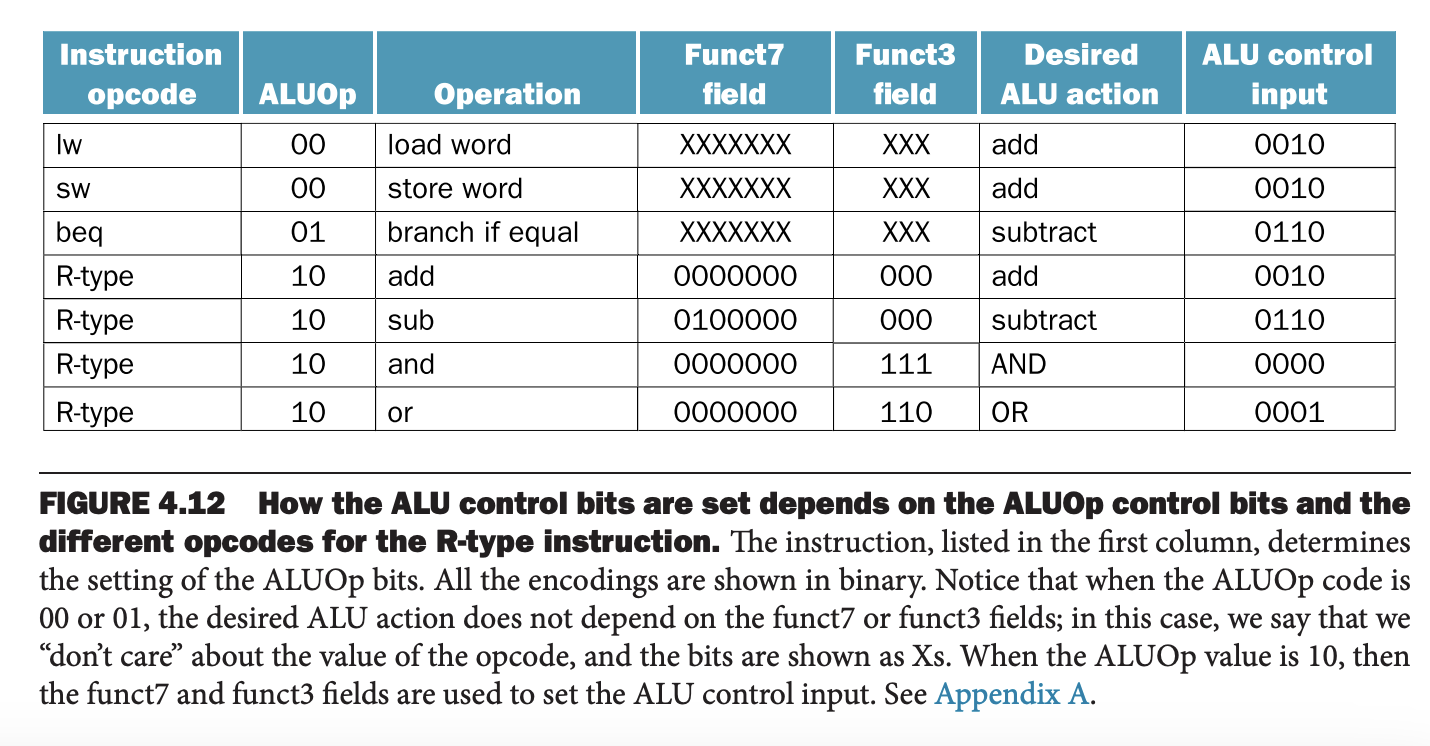 Instruction opcode ALUOp Operation Funct7 field Funct3 field Desired ALU action ALU control input
lw 00 load word XXXXXXX XXX add 0010
sw 00 store word XXXXXXX XXX add 0010
beq 01 branch if equal XXXXXXX XXX subtract 0110
R-type 10 add 0000000 000 add 0010
R-type 10 sub 0100000 000 subtract 0110
R-type 10 and 0000000 111 AND 0000
R-type 10 or 0000000 110 OR 0001
FIGURE 4.12 How the ALU control bits are set depends on the ALUOp control bits and the
different opcodes for the R-type instruction. The instruction, listed in the first column, determines
the setting of the ALUOp bits. All the encodings are shown in binary. Notice that when the ALUOp code is
00 or 01, the desired ALU action does not depend on the funct7 or funct3 fields; in this case, we say that we
“don’t care” about the value of the opcode, and the bits are shown as Xs. When the ALUOp value is 10, then
the funct7 and funct3 fields are used to set the ALU control input. See Appendix A.